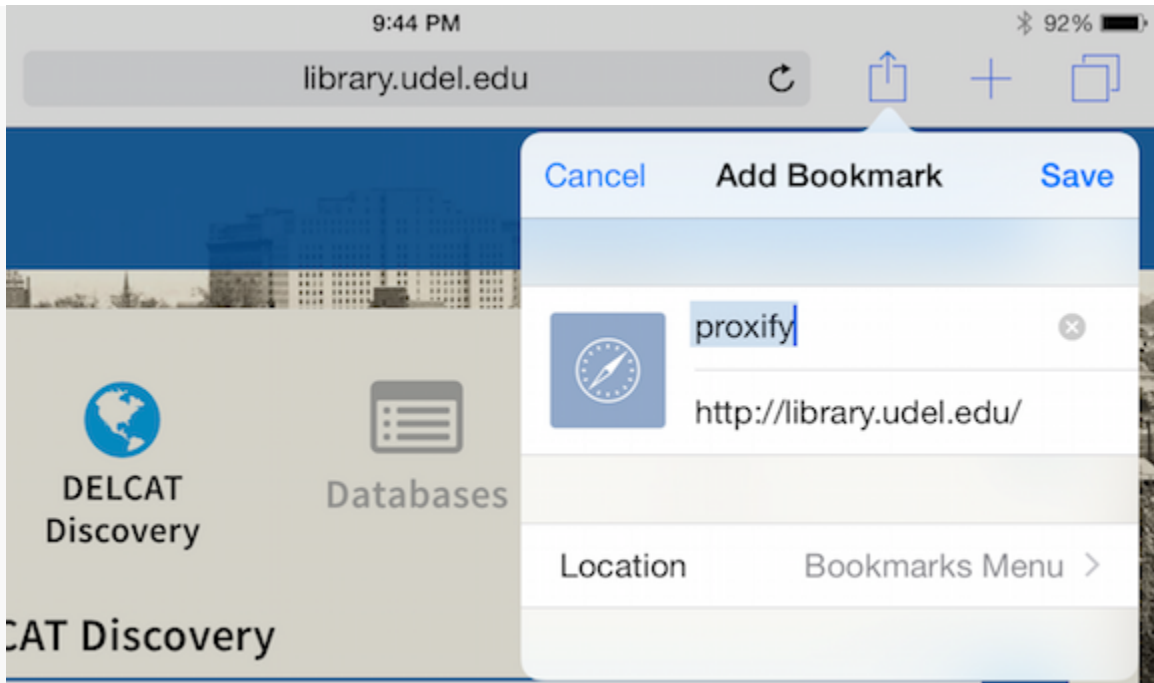 9:44 PM
92%
library.udel.edu
Cancel
Add Bookmark
Save
proxify
http://library.udel.edu/
Location
Bookmarks Menu
DELCAT
Discovery
Databases
CAT Discovery